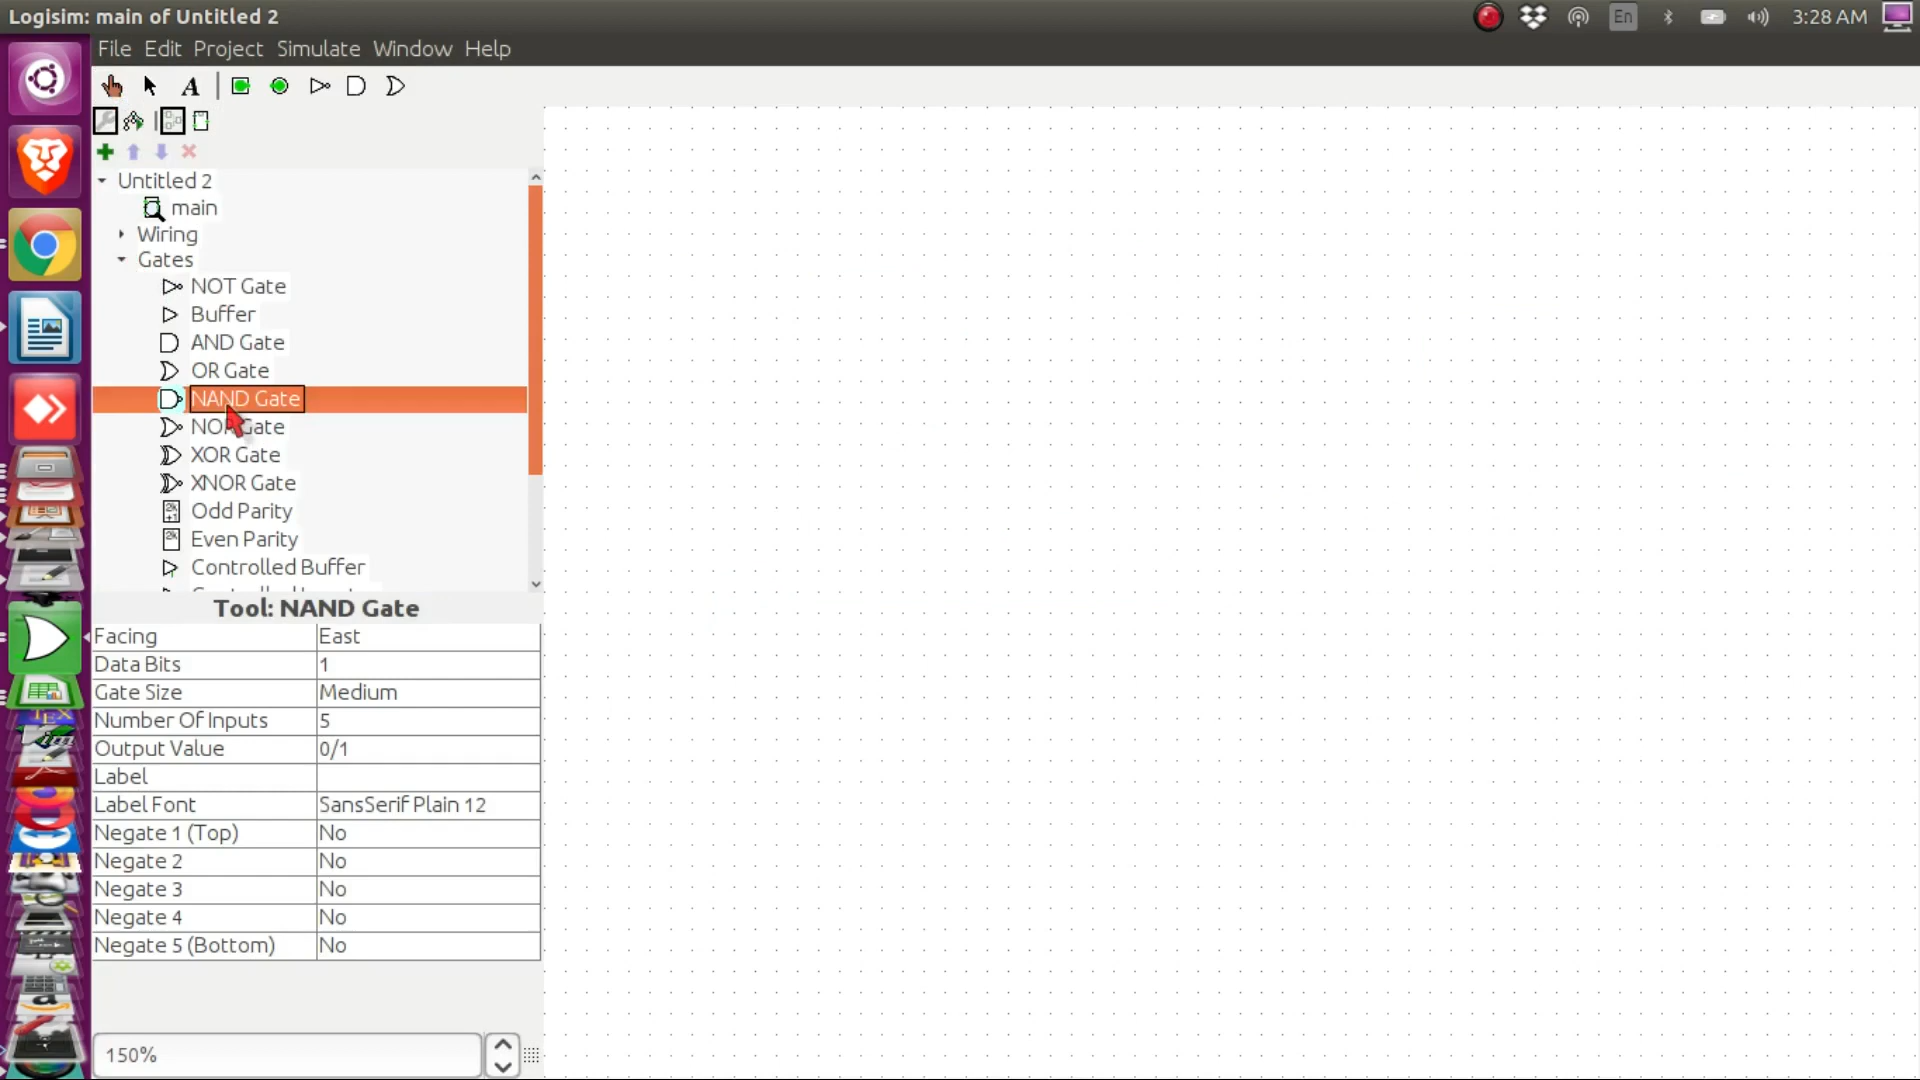 Logisim: main of Untitled 2
En
3:28 AM
File Edit Project Simulate Window Help
A
Untitled 2
main
Wiring
Gates
NOT Gate
Buffer
AND Gate
OR Gate
NAND Gate
NOR Gate
XOR Gate
XNOR Gate
Odd Parity
Even Parity
Controlled Buffer
Tool: NAND Gate
Facing East
Data Bits 1
Gate Size Medium
Number Of Inputs 5
Output Value 0/1
Label
Label Font SansSerif Plain 12
Negate 1 (Top) No
Negate 2 No
Negate 3 No
Negate 4 No
Negate 5 (Bottom) No
150%